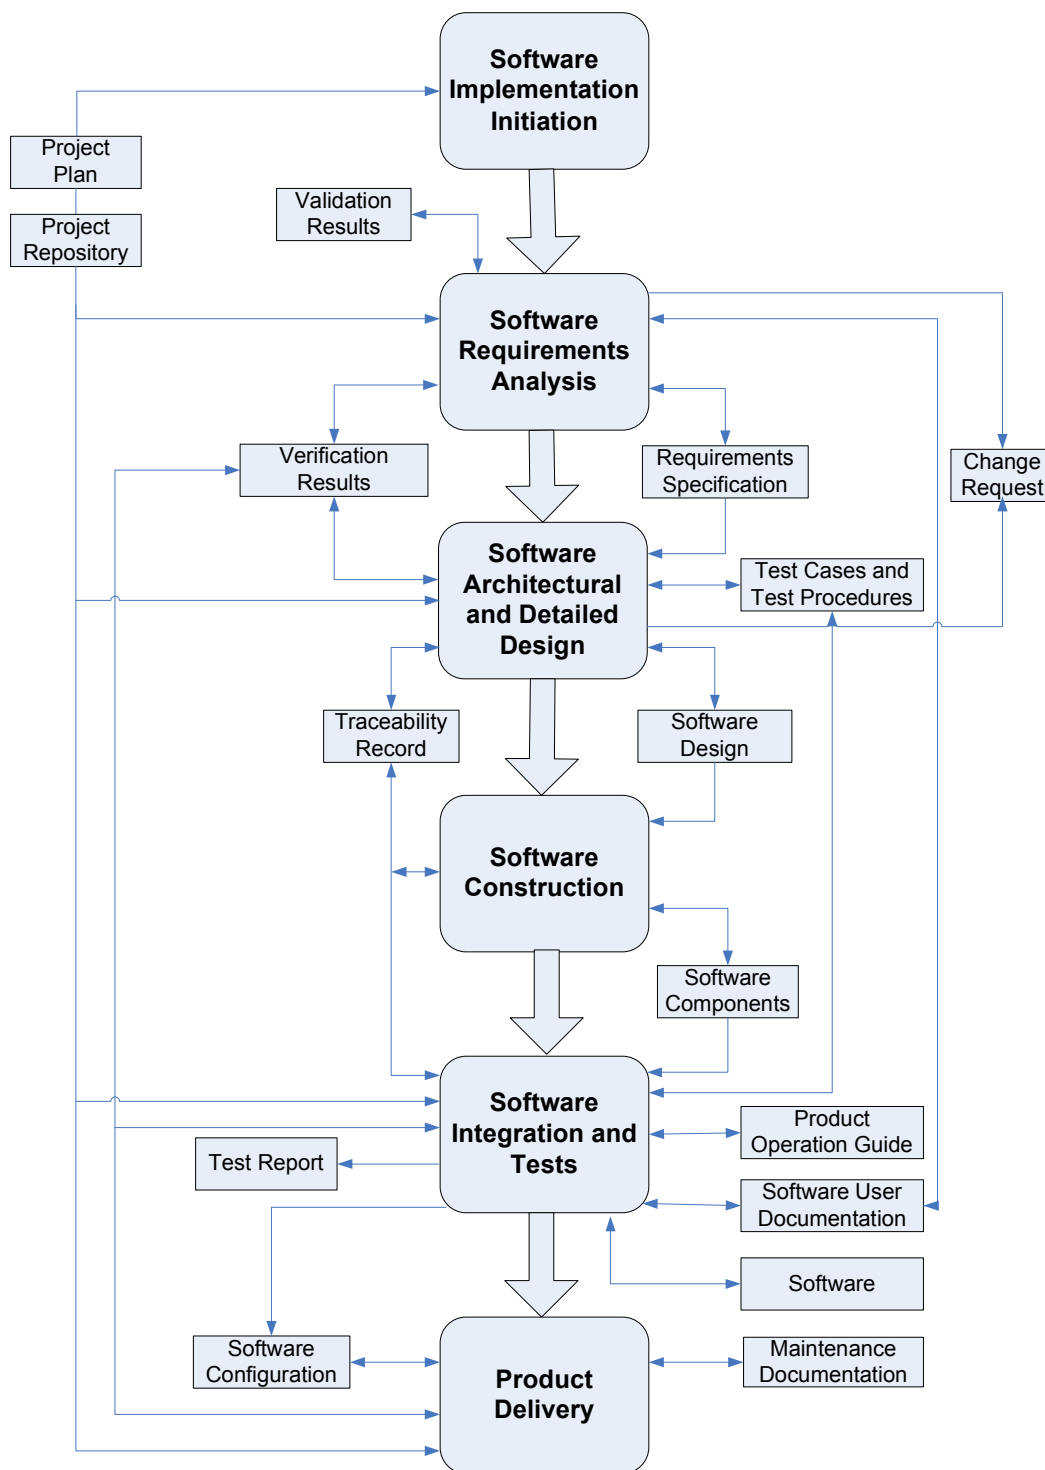 Software
Implementation
Initiation
Project
Plan
Validation
Results
Project
Repository
Software
Requirements
Analysis
Verification
Results
Requirements
Specification
Change
Request
Software
Architectural
and Detailed
Design
Test Cases and
Test Procedures
Traceability
Record
Software
Design
Software
Construction
Software
Components
Software
Integration and
Tests
Product
Operation Guide
Test Report
Software User
Documentation
Software
Software
Configuration
Product
Delivery
Maintenance
Documentation